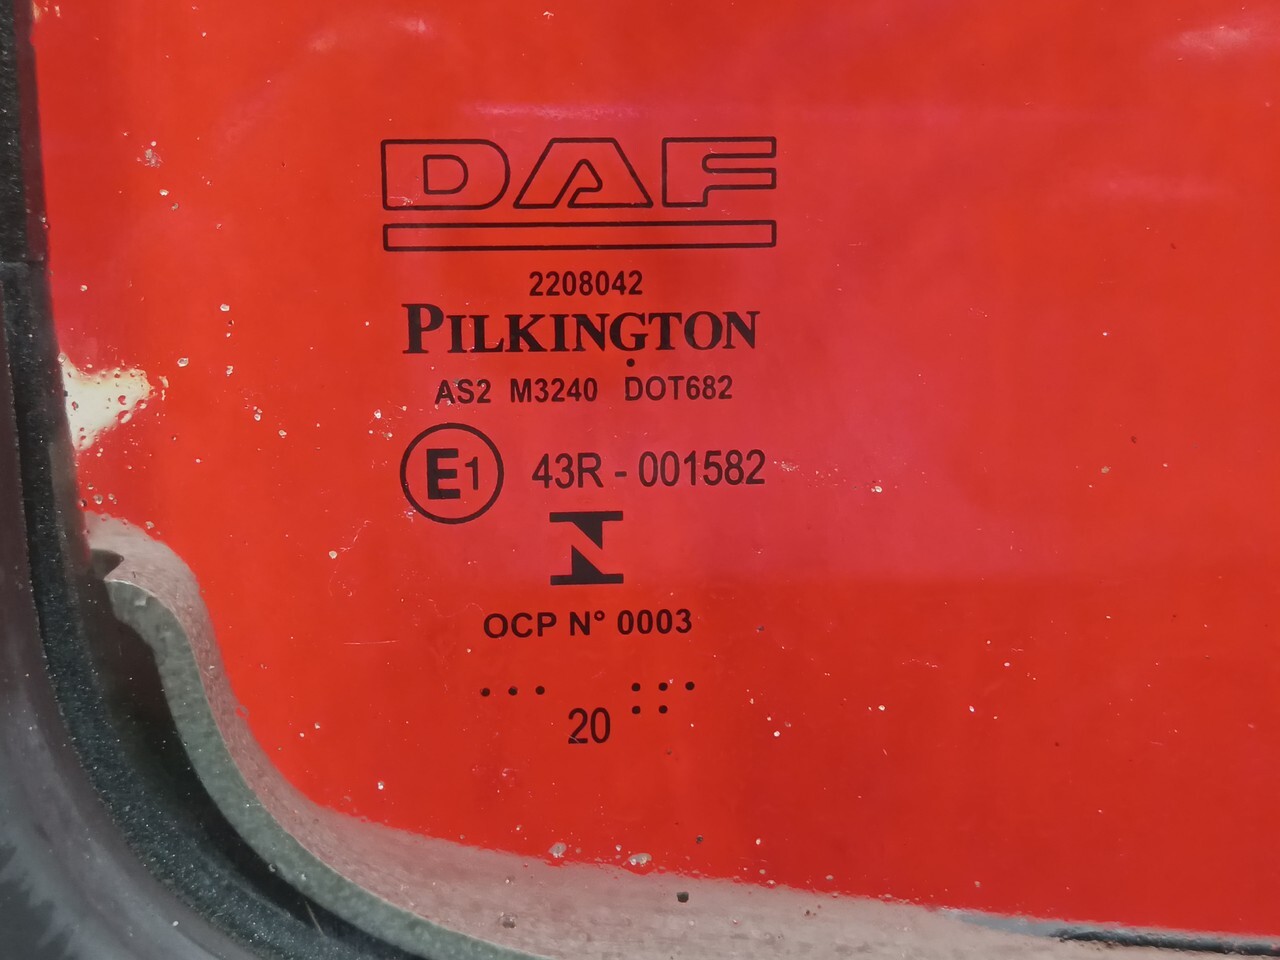 DAF
2208042
PILKINGTON
AS2 M3240 DOT682
E1 43R - 001582
OCP N° 0003
20